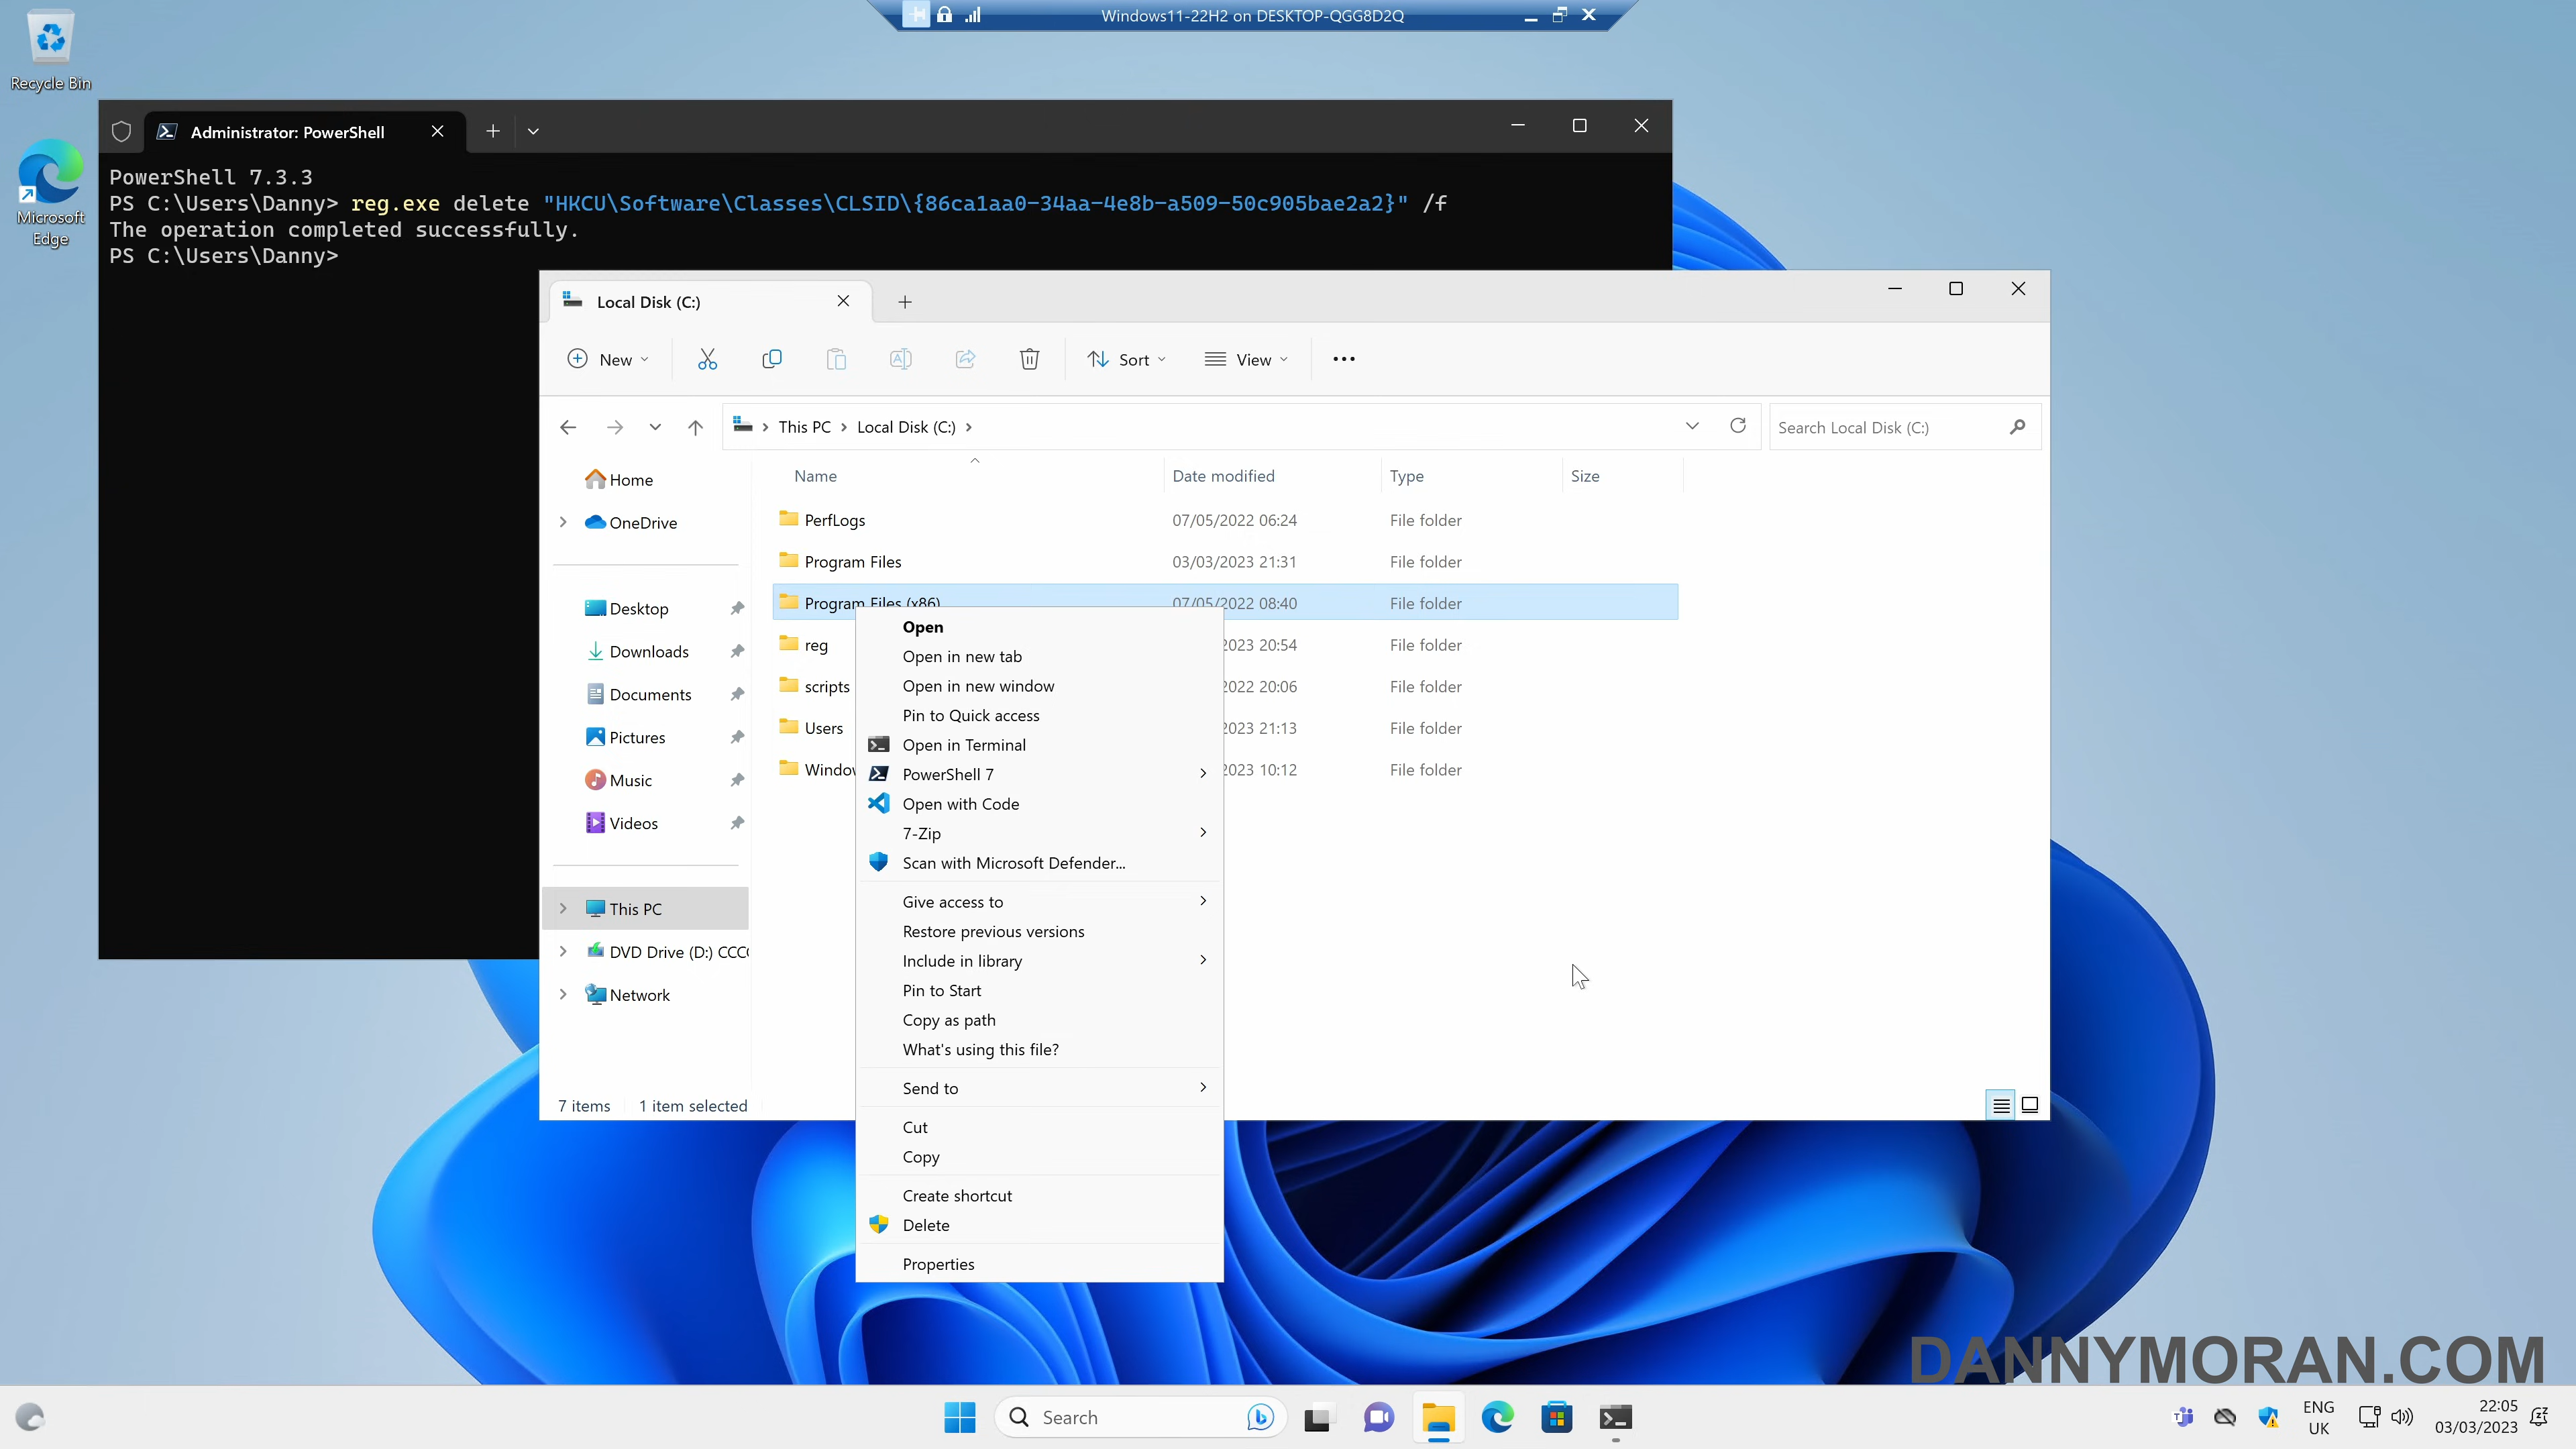 Windows11-22H2 on DESKTOP-QGG8D2Q
Recycle Bin
Microsoft
Edge
Administrator: PowerShell
PowerShell 7.3.3
PS C:\Users\Danny> reg.exe delete "HKCU\Software\Classes\CLSID\{86ca1aa0-34aa-4e8b-a509-50c905bae2a2}" /f
The operation completed successfully.
PS C:\Users\Danny>
Local Disk (C:)
New
Sort
View
This PC
Local Disk (C:)
Search Local Disk (C:)
Home
OneDrive
Desktop
Downloads
Documents
Pictures
Music
Videos
This PC
DVD Drive (D:) CCC
Network
Name Date modified Type Size
PerfLogs 07/05/2022 06:24 File folder
Program Files 03/03/2023 21:31 File folder
Program Files (x86) 07/05/2022 08:40 File folder
reg 2023 20:54 File folder
scripts 2022 20:06 File folder
Users 2023 21:13 File folder
Window 2023 10:12 File folder
Open
Open in new tab
Open in new window
Pin to Quick access
Open in Terminal
PowerShell 7
Open with Code
7-Zip
Scan with Microsoft Defender...
Give access to
Restore previous versions
Include in library
Pin to Start
Copy as path
What's using this file?
Send to
Cut
Copy
Create shortcut
Delete
Properties
7 items 1 item selected
DANNYMORAN.COM
Search
ENG
UK
22:05
03/03/2023